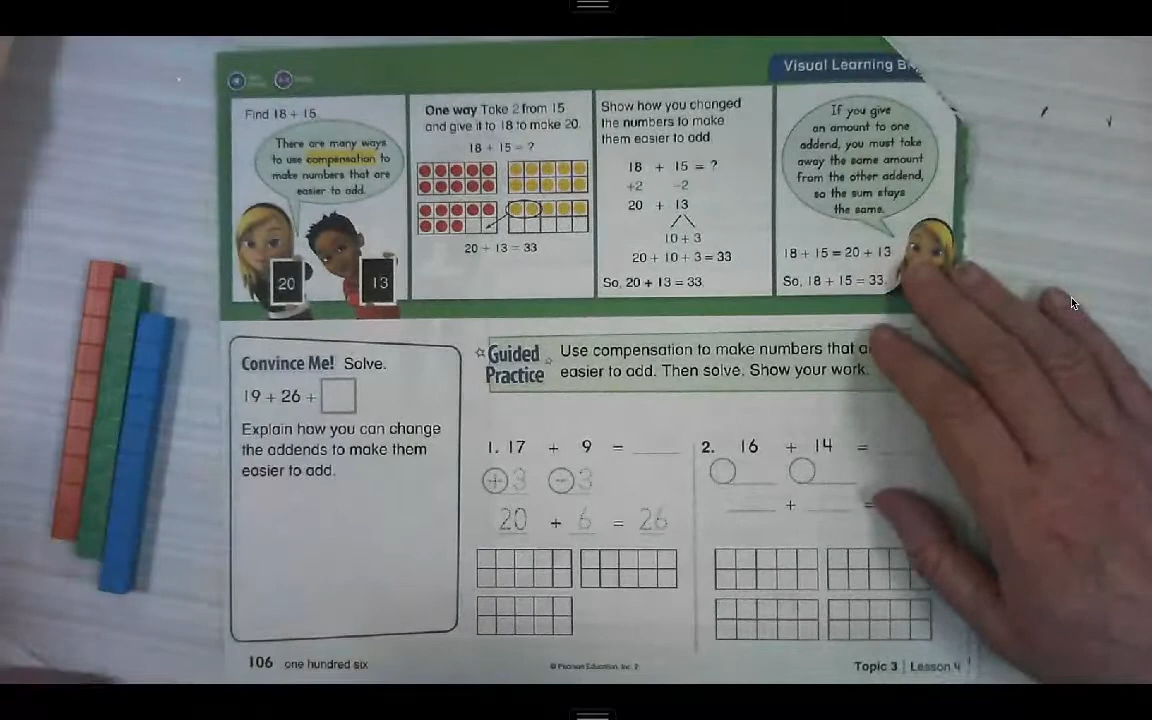 Visual Learning
Find 18 + 15.
There are many ways
to use compensation to
make numbers that are
easier to add.
20
13
One way Take 2 from 15
and give it to 18 to make 20.
18 + 15 = ?
20 + 13 = 33
Show how you changed
the numbers to make
them easier to add.
18 + 15 = ?
+2 -2
20 + 13
10 + 3
20 + 10 + 3 = 33
So, 20 + 13 = 33.
If you give
an amount to one
addend, you must take
away the same amount
from the other addend,
so the sum stays
the same.
18 + 15 = 20 + 13
So, 18 + 15 = 33.
Convince Me! Solve.
19 + 26 +
Explain how you can change
the addends to make them
easier to add.
Guided
Practice
Use compensation to make numbers that
easier to add. Then solve. Show your work.
1. 17 + 9 = ____
+ 3 - 3
20 + 6 = 26
2. 16 + 14 =
____ + ____ =
106 one hundred six
© Pearson Education, Inc. 2
Topic 3 | Lesson 4